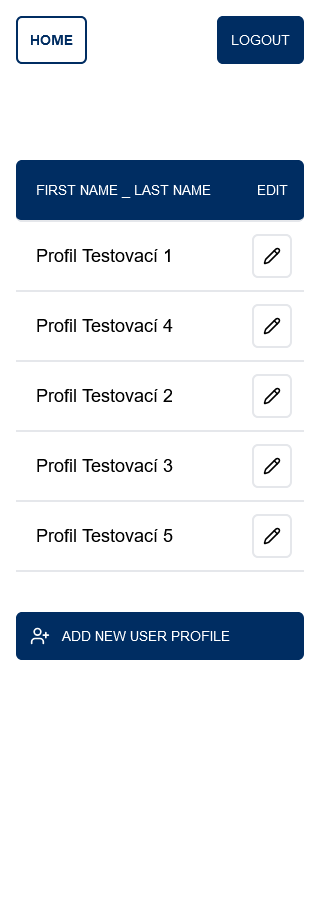 HOME LOGOUT
FIRST NAME _ LAST NAME EDIT
Profil Testovací 1
Profil Testovací 4
Profil Testovací 2
Profil Testovací 3
Profil Testovací 5
ADD NEW USER PROFILE